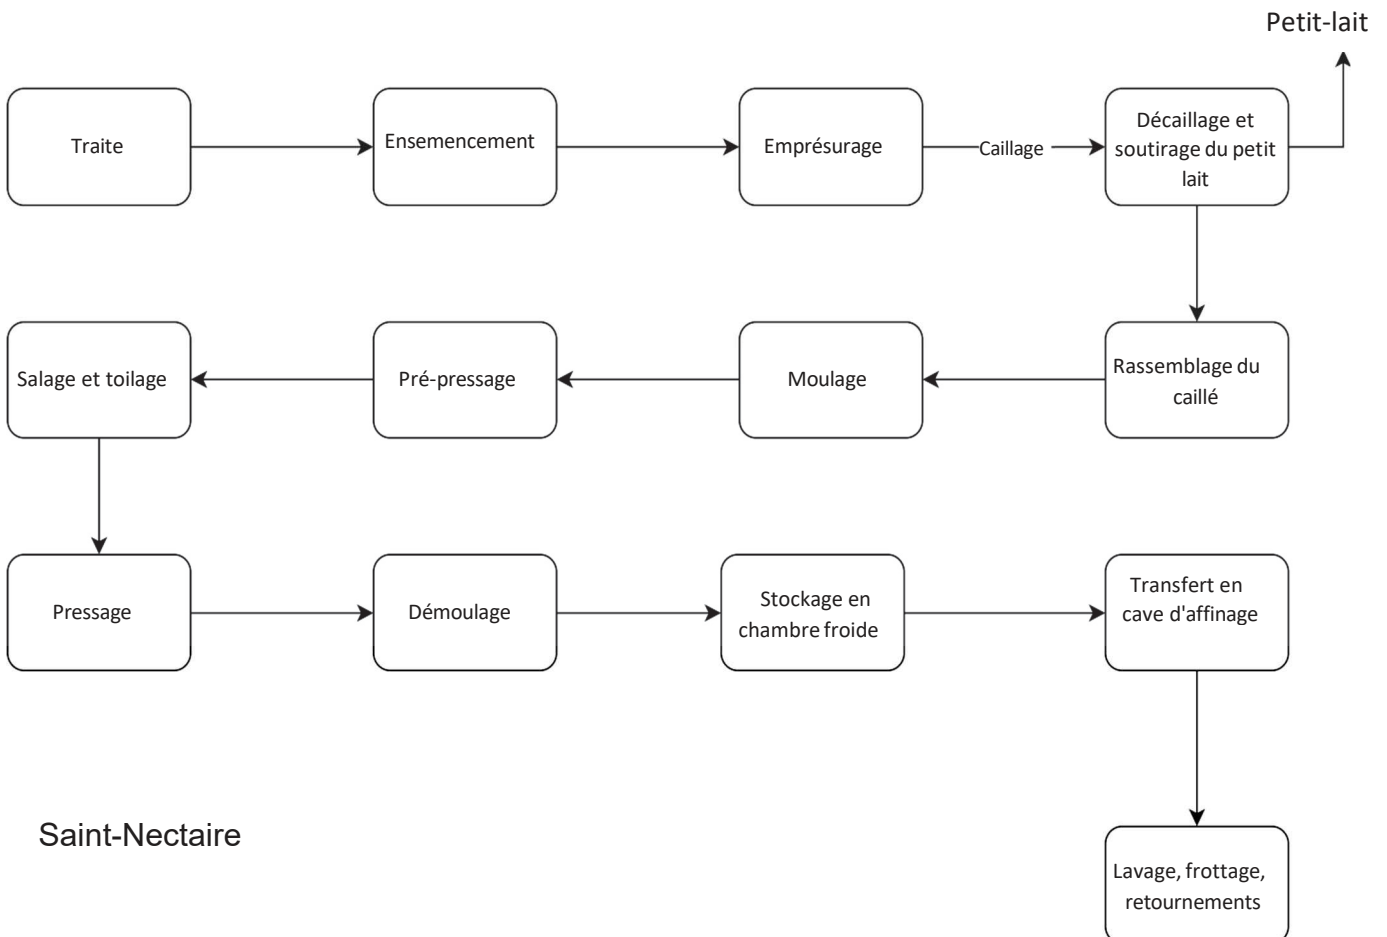 Petit-lait
Traite
Ensemencement
Emprésurage
Caillage
Décaillage et
soutirage du petit
lait
Rassemblage du
caillé
Moulage
Pré-pressage
Salage et toilage
Pressage
Démoulage
Stockage en
chambre froide
Transfert en
cave d'affinage
Lavage, frottage,
retournements
Saint-Nectaire